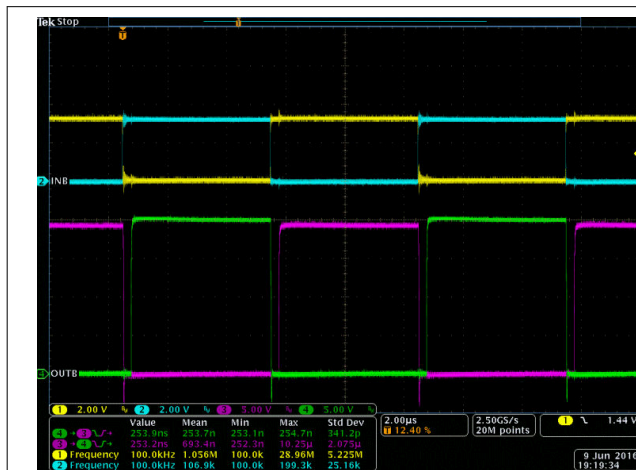 Tek Stop
T
2 INB
4 OUTB
1 2.00 V 2 2.00 V 3 5.00 V 4 5.00 V
2.00µs
T 12.40 %
2.50GS/s
20M points
1 1.44 V
Value Mean Min Max Std Dev
4 → 3 253.9ns 253.7n 253.1n 254.7n 341.2p
3 → 4 253.2ns 693.4n 252.3n 10.25µ 2.075µ
1 Frequency 100.0kHz 1.056M 100.0k 28.96M 5.225M
2 Frequency 100.0kHz 106.9k 100.0k 199.3k 25.16k
9 Jun 2016
19:19:34